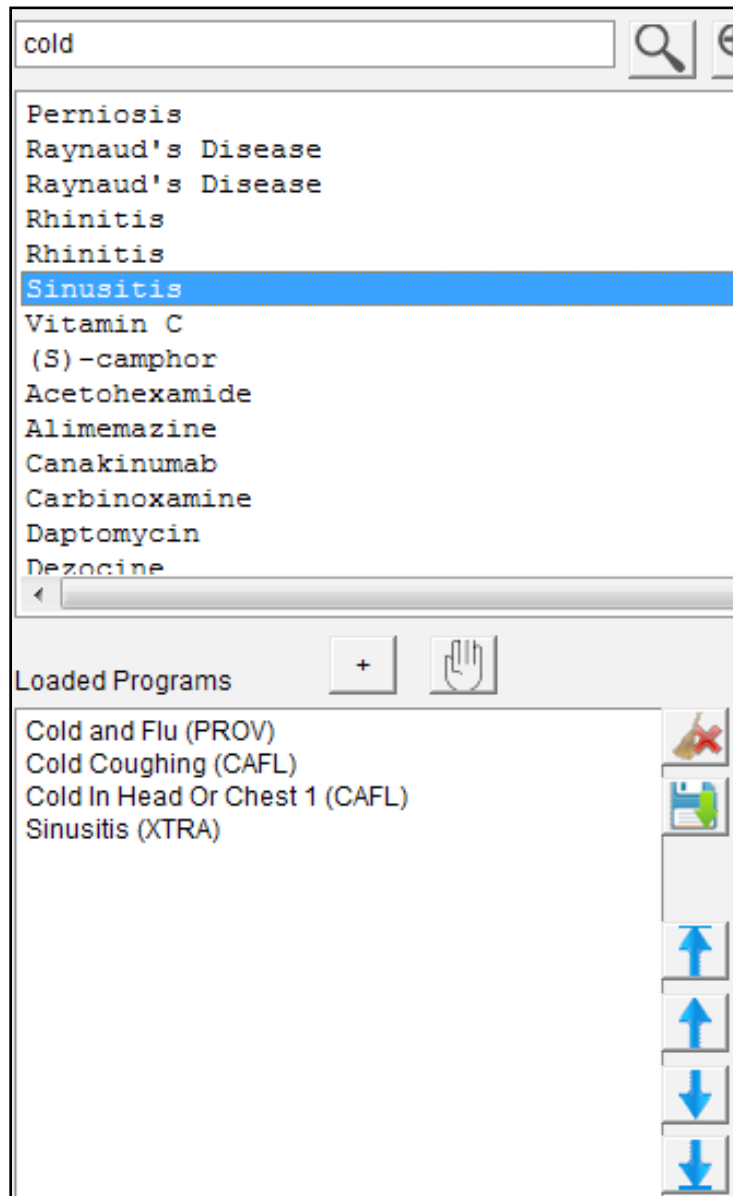 cold
Perniosis
Raynaud's Disease
Raynaud's Disease
Rhinitis
Rhinitis
Sinusitis
Vitamin C
(S)-camphor
Acetohexamide
Alimemazine
Canakinumab
Carbinoxamine
Daptomycin
Dezocine
+
Loaded Programs
Cold and Flu (PROV)
Cold Coughing (CAFL)
Cold In Head Or Chest 1 (CAFL)
Sinusitis (XTRA)